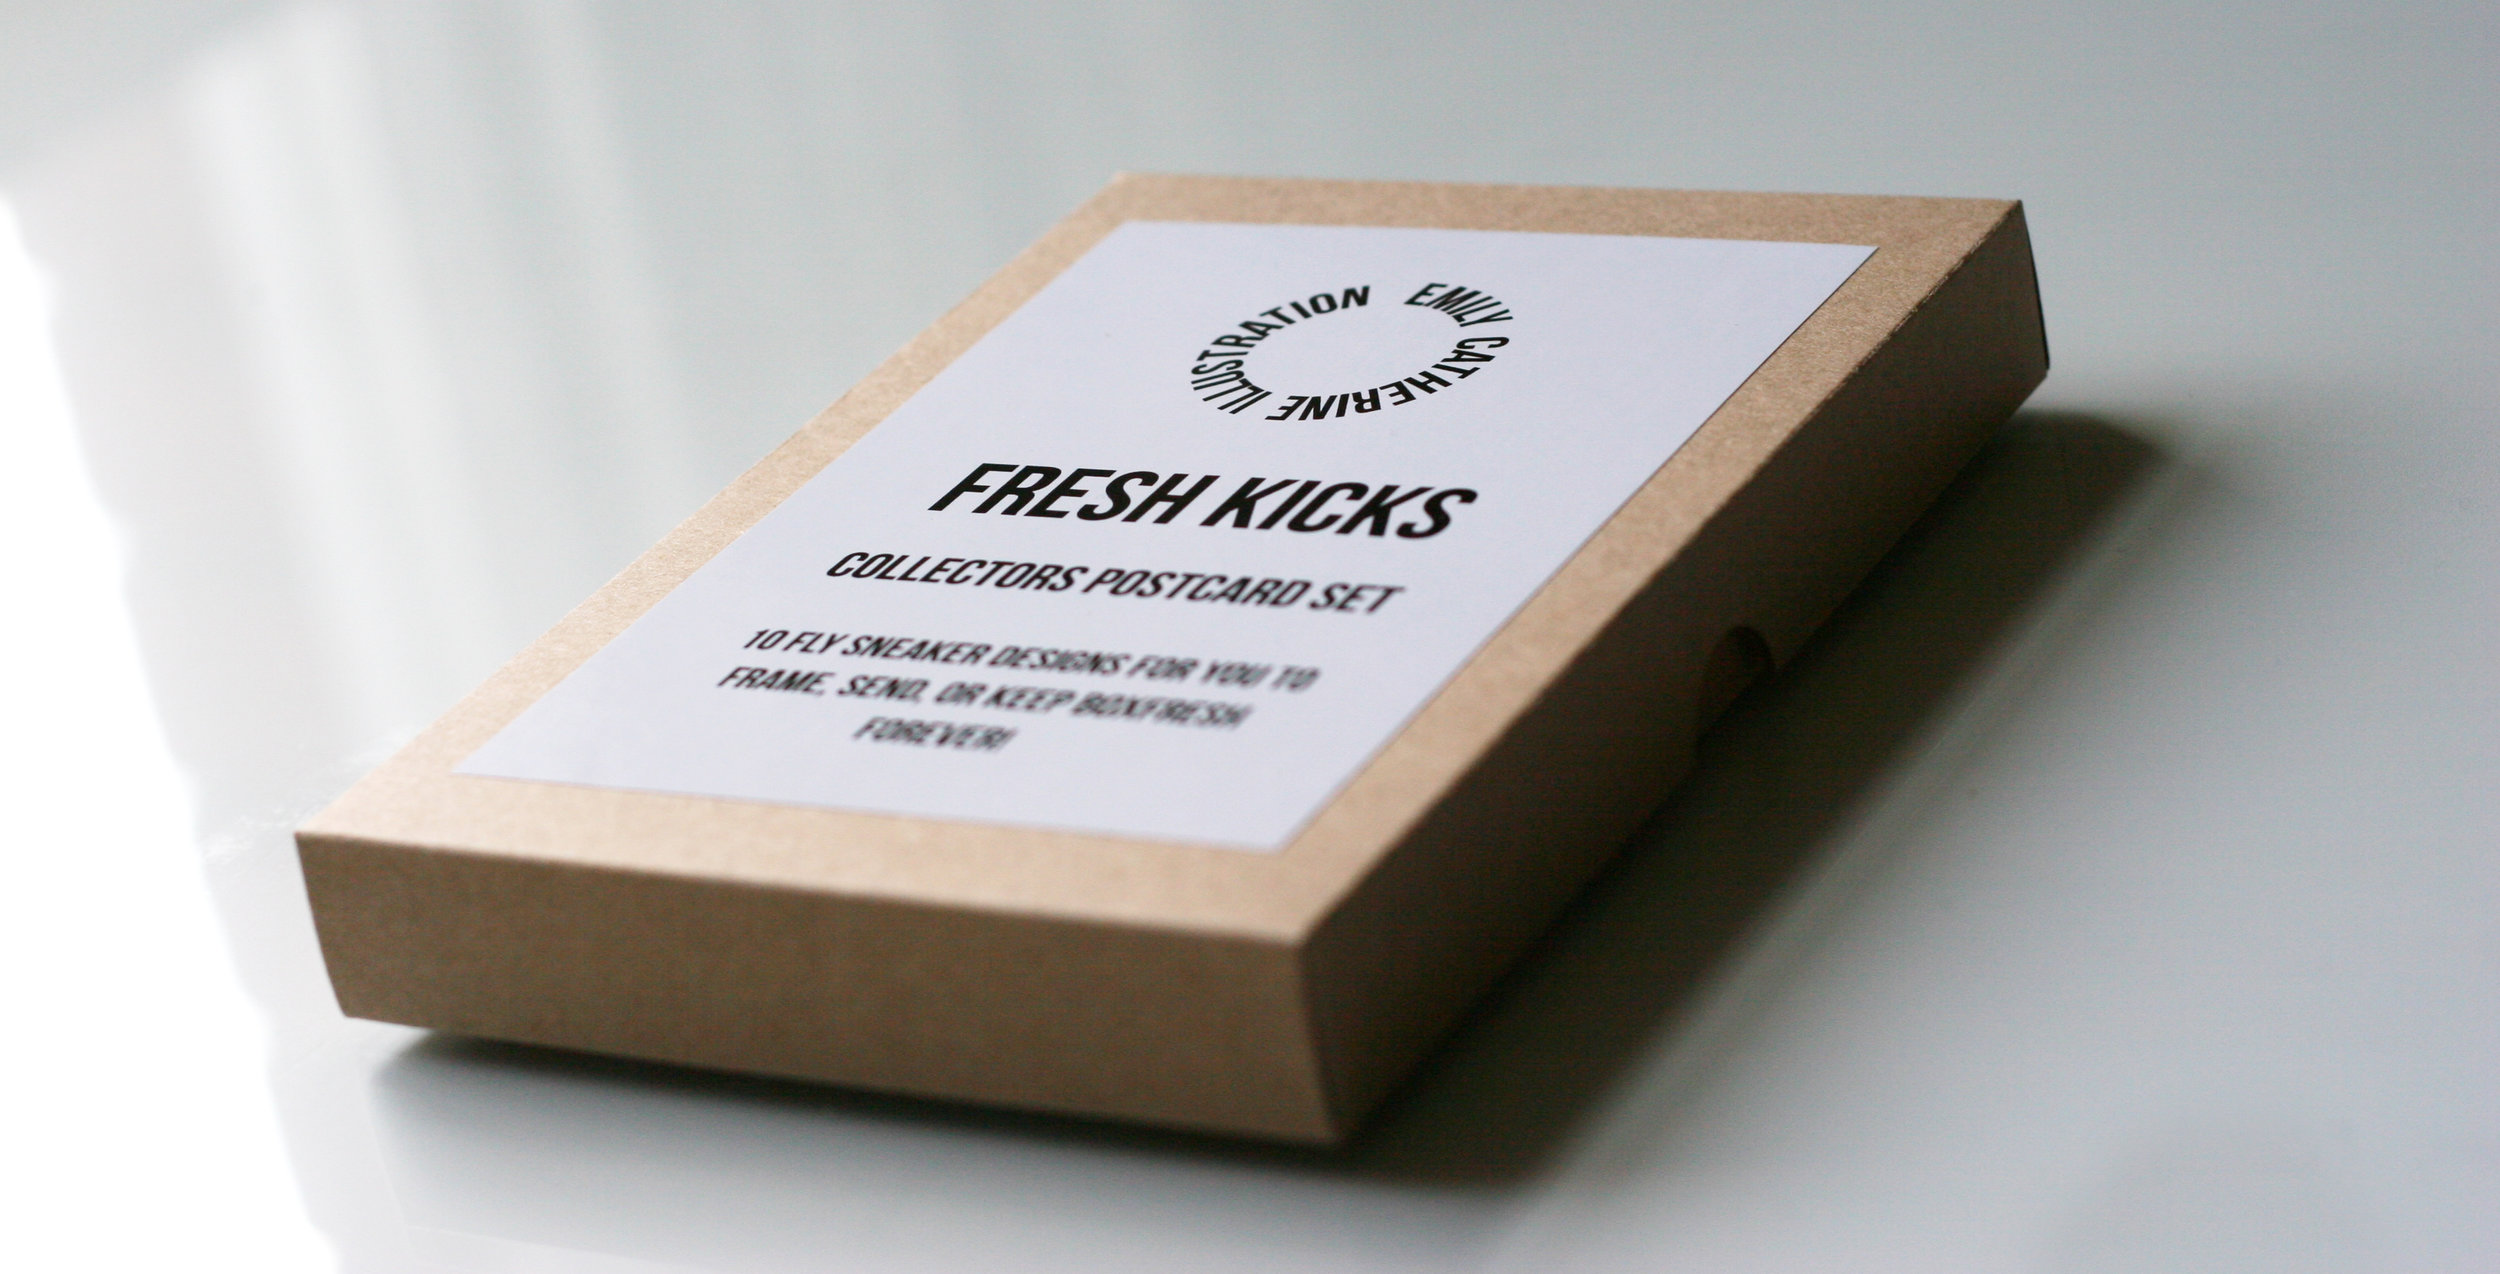 EMILY CATHERINE ILLUSTRATION
FRESH KICKS
COLLECTORS POSTCARD SET
10 FLY SNEAKER DESIGNS FOR YOU TO
FRAME, SEND, OR KEEP BOXFRESH
FOREVER!